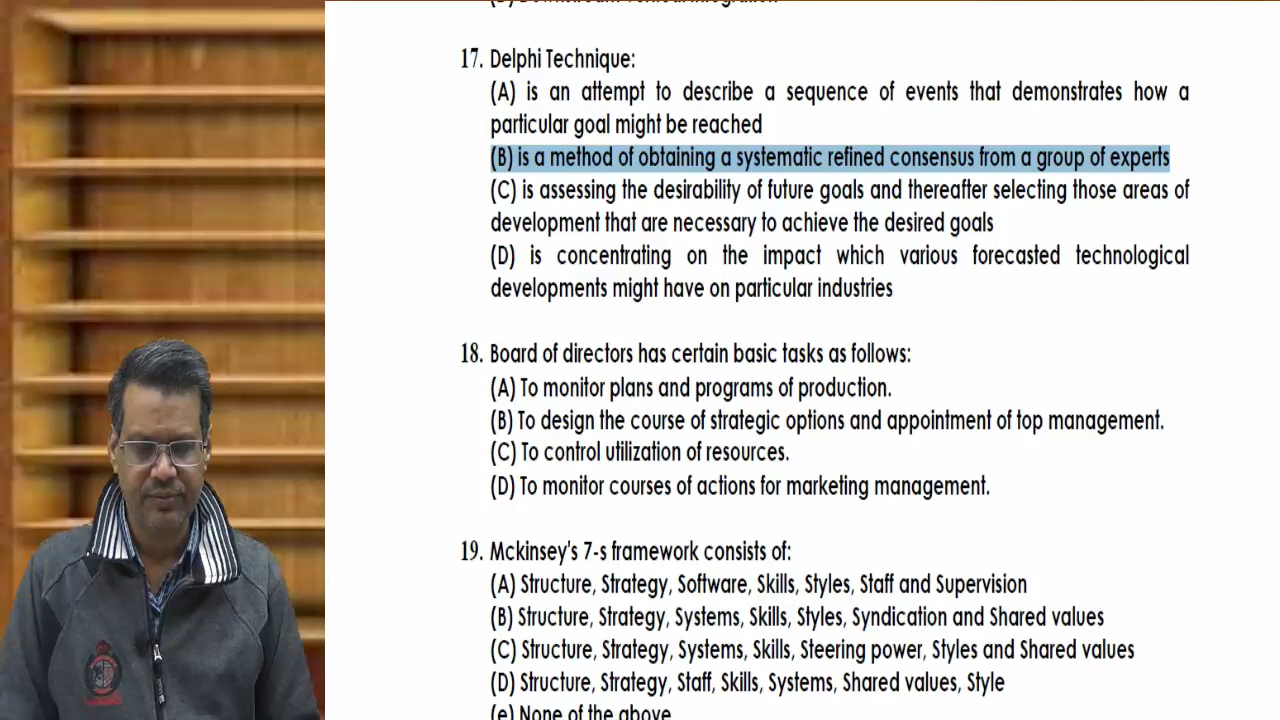 (D) Downstream vertical integration
17. Delphi Technique:
(A) is an attempt to describe a sequence of events that demonstrates how a
particular goal might be reached
(B) is a method of obtaining a systematic refined consensus from a group of experts
(C) is assessing the desirability of future goals and thereafter selecting those areas of
development that are necessary to achieve the desired goals
(D) is concentrating on the impact which various forecasted technological
developments might have on particular industries
18. Board of directors has certain basic tasks as follows:
(A) To monitor plans and programs of production.
(B) To design the course of strategic options and appointment of top management.
(C) To control utilization of resources.
(D) To monitor courses of actions for marketing management.
19. Mckinsey's 7-s framework consists of:
(A) Structure, Strategy, Software, Skills, Styles, Staff and Supervision
(B) Structure, Strategy, Systems, Skills, Styles, Syndication and Shared values
(C) Structure, Strategy, Systems, Skills, Steering power, Styles and Shared values
(D) Structure, Strategy, Staff, Skills, Systems, Shared values, Style
(e) None of the above